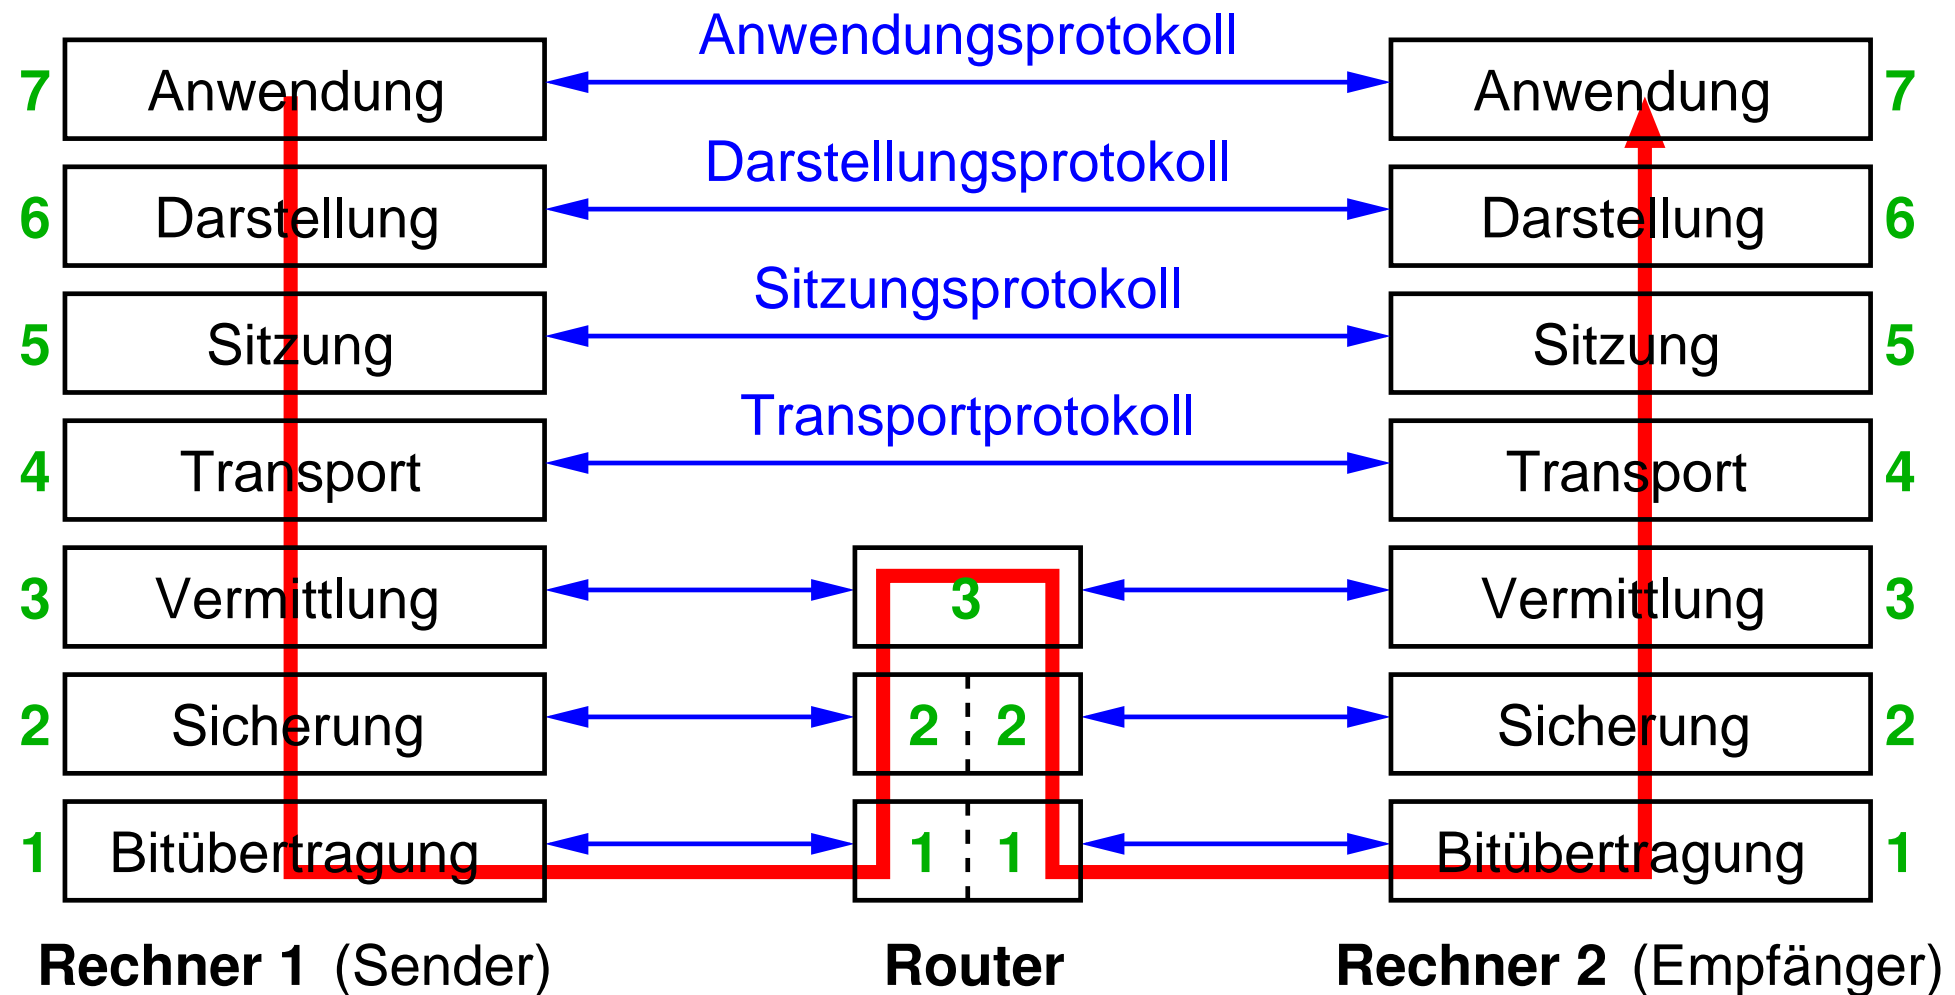 Anwendungsprotokoll
7 Anwendung Anwendung 7
Darstellungsprotokoll
6 Darstellung Darstellung 6
Sitzungsprotokoll
5 Sitzung Sitzung 5
Transportprotokoll
4 Transport Transport 4
3 Vermittlung 3 Vermittlung 3
2 Sicherung 2 2 Sicherung 2
1 Bitübertragung 1 1 Bitübertragung 1
Rechner 1 (Sender) Router Rechner 2 (Empfänger)